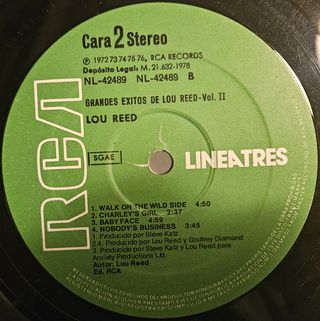 Cara 2 Stereo
Ⓟ 1972 73 74 75 76, RCA RECORDS
Depósito Legal: M. 21.632-1978
NL-42489 NL-42489 B
GRANDES EXITOS DE LOU REED-Vol. II
LOU REED
RCA
SGAE
LINEATRES
1. WALK ON THE WILD SIDE 4:50
2. CHARLEY'S GIRL 2:37
3. BABY FACE 4:59
4. NOBODY'S BUSINESS 4:15
1. Producido por Steve Katz
2.4. Producido por Lou Reed y Godfrey Diamond
3. Producido por Steve Katz y Lou Reed para
Anxiety Productions Ltd.
Autor: Lou Reed
Ed. RCA